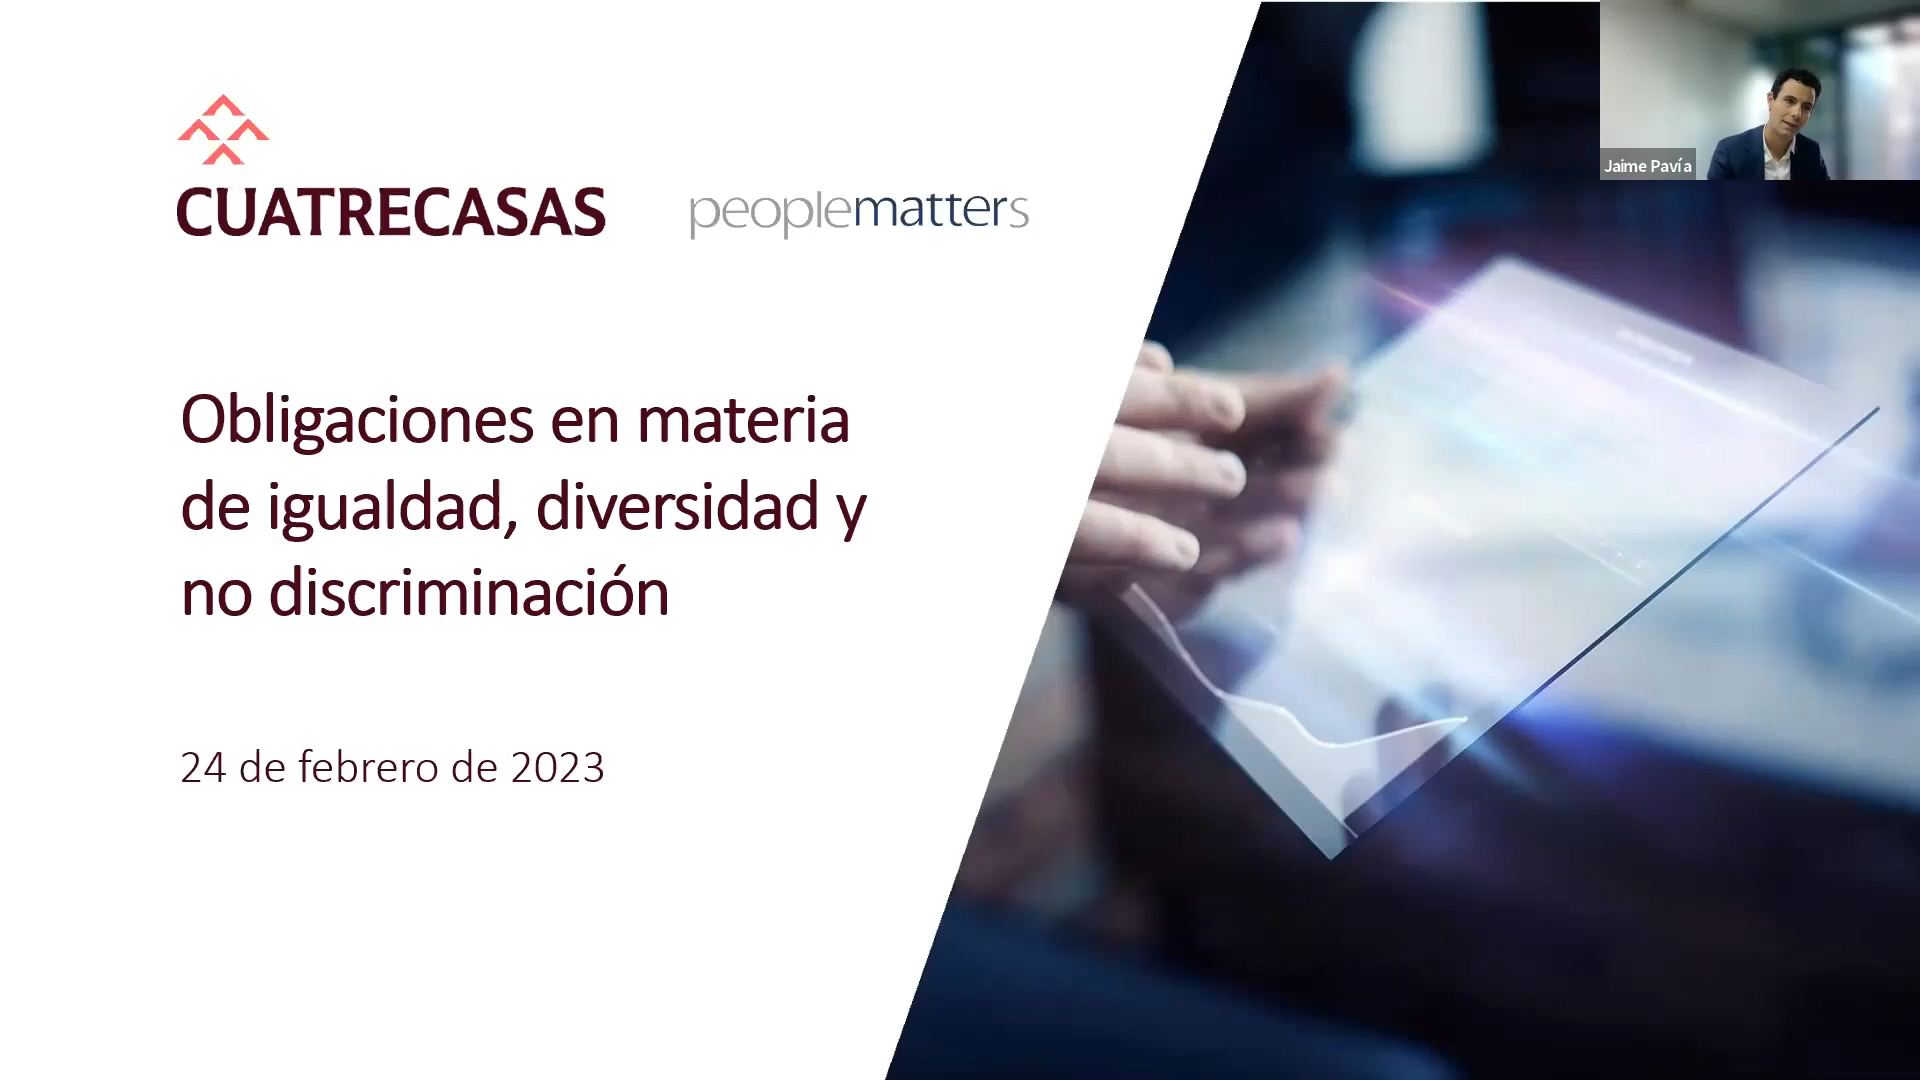 CUATRECASAS
peoplematters
Jaime Pavía
Obligaciones en materia
de igualdad, diversidad y
no discriminación
24 de febrero de 2023